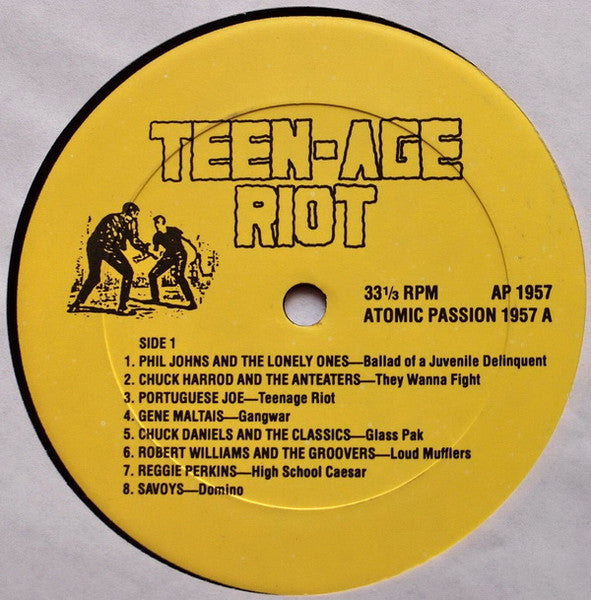 TEEN-AGE
RIOT
33 1/3 RPM AP 1957
ATOMIC PASSION 1957 A
SIDE 1
1. PHIL JOHNS AND THE LONELY ONES—Ballad of a Juvenile Delinquent
2. CHUCK HARROD AND THE ANTEATERS—They Wanna Fight
3. PORTUGUESE JOE—Teenage Riot
4. GENE MALTAIS—Gangwar
5. CHUCK DANIELS AND THE CLASSICS—Glass Pak
6. ROBERT WILLIAMS AND THE GROOVERS—Loud Mufflers
7. REGGIE PERKINS—High School Caesar
8. SAVOYS—Domino